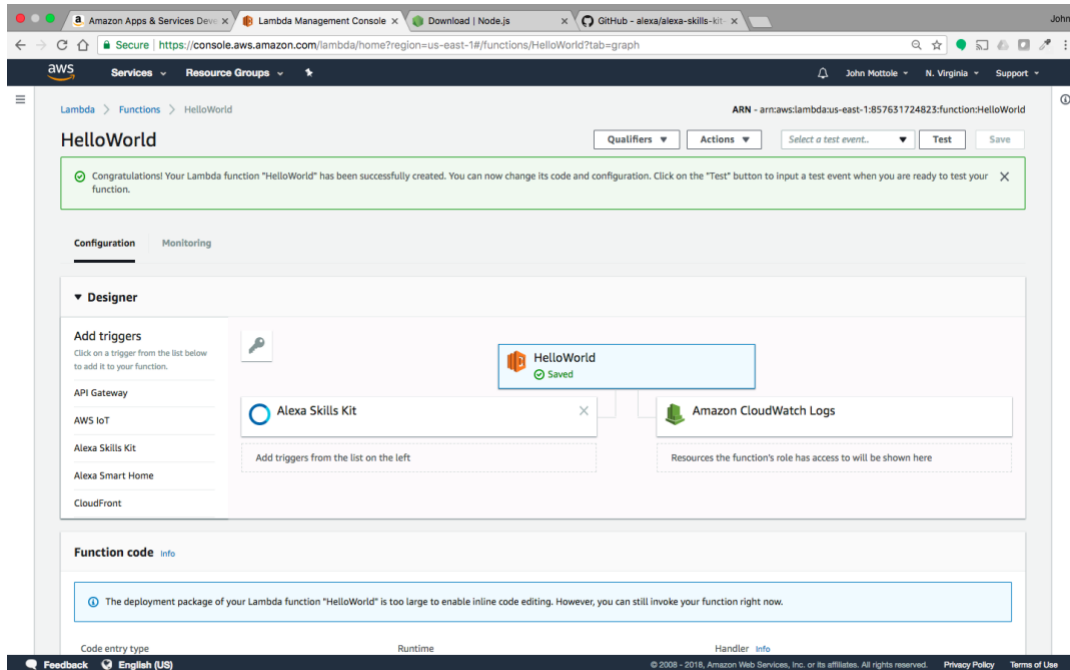 Amazon Apps & Services Deve
Lambda Management Console
Download | Node.js
GitHub - alexa/alexa-skills-kit-
John
Secure | https://console.aws.amazon.com/lambda/home?region=us-east-1#/functions/HelloWorld?tab=graph
aws
Services
Resource Groups
John Mottole
N. Virginia
Support
Lambda > Functions > HelloWorld
ARN - arn:aws:lambda:us-east-1:857631724823:function:HelloWorld
HelloWorld
Qualifiers
Actions
Select a test event..
Test
Save
Congratulations! Your Lambda function "HelloWorld" has been successfully created. You can now change its code and configuration. Click on the "Test" button to input a test event when you are ready to test your
function.
Configuration
Monitoring
Designer
Add triggers
Click on a trigger from the list below
to add it to your function.
API Gateway
AWS IoT
Alexa Skills Kit
Alexa Smart Home
CloudFront
HelloWorld
Saved
Alexa Skills Kit
Amazon CloudWatch Logs
Add triggers from the list on the left
Resources the function's role has access to will be shown here
Function code Info
The deployment package of your Lambda function "HelloWorld" is too large to enable inline code editing. However, you can still invoke your function right now.
Code entry type
Runtime
Handler Info
Feedback
English (US)
© 2008 - 2018, Amazon Web Services, Inc. or its affiliates. All rights reserved.
Privacy Policy
Terms of Use